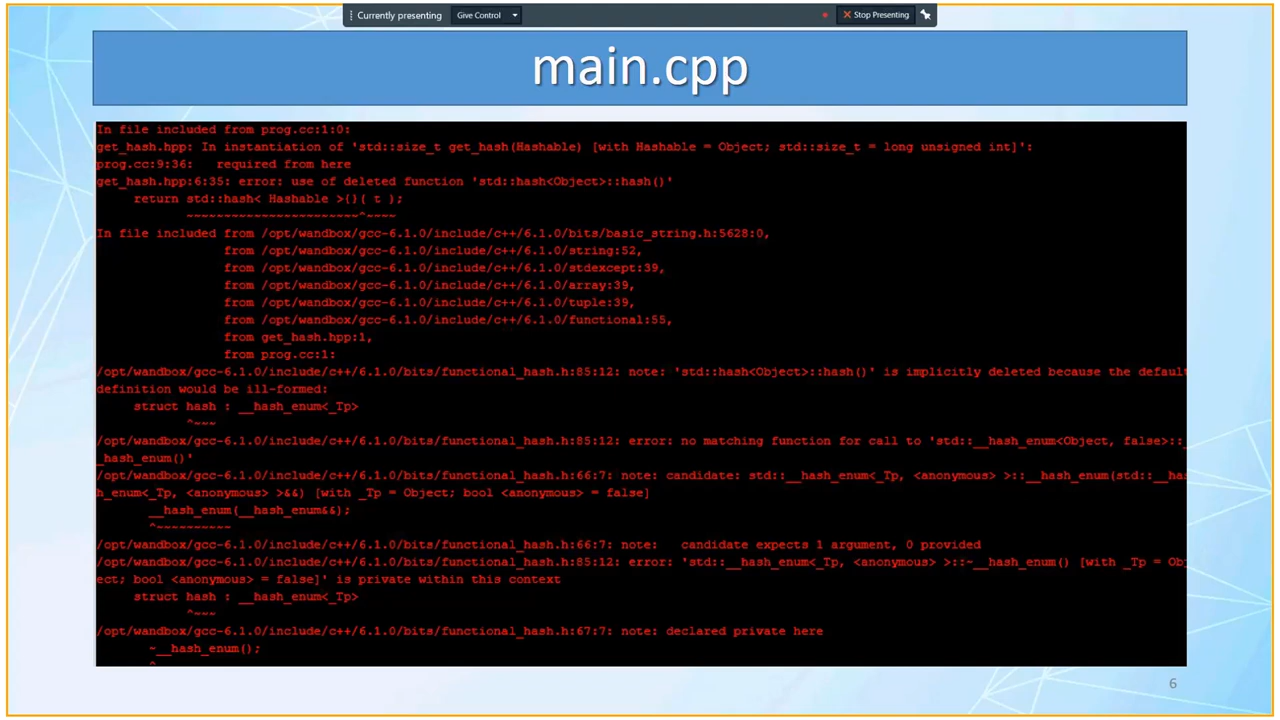 Currently presenting Give Control Stop Presenting
main.cpp
In file included from prog.cc:1:0:
get_hash.hpp: In instantiation of 'std::size_t get_hash(Hashable) [with Hashable = Object; std::size_t = long unsigned int]':
prog.cc:9:36:   required from here
get_hash.hpp:6:35: error: use of deleted function 'std::hash<Object>::hash()'
     return std::hash< Hashable >()( t );
            ~~~~~~~~~~~~~~~~~~~~~~~^~~~~
In file included from /opt/wandbox/gcc-6.1.0/include/c++/6.1.0/bits/basic_string.h:5628:0,
                 from /opt/wandbox/gcc-6.1.0/include/c++/6.1.0/string:52,
                 from /opt/wandbox/gcc-6.1.0/include/c++/6.1.0/stdexcept:39,
                 from /opt/wandbox/gcc-6.1.0/include/c++/6.1.0/array:39,
                 from /opt/wandbox/gcc-6.1.0/include/c++/6.1.0/tuple:39,
                 from /opt/wandbox/gcc-6.1.0/include/c++/6.1.0/functional:55,
                 from get_hash.hpp:1,
                 from prog.cc:1:
/opt/wandbox/gcc-6.1.0/include/c++/6.1.0/bits/functional_hash.h:85:12: note: 'std::hash<Object>::hash()' is implicitly deleted because the default
definition would be ill-formed:
     struct hash : __hash_enum<_Tp>
            ^~~~
/opt/wandbox/gcc-6.1.0/include/c++/6.1.0/bits/functional_hash.h:85:12: error: no matching function for call to 'std::__hash_enum<Object, false>::_
_hash_enum()'
/opt/wandbox/gcc-6.1.0/include/c++/6.1.0/bits/functional_hash.h:66:7: note: candidate: std::__hash_enum<_Tp, <anonymous> >::__hash_enum(std::__has
h_enum<_Tp, <anonymous> >&&) [with _Tp = Object; bool <anonymous> = false]
       __hash_enum(__hash_enum&&);
       ^~~~~~~~~~~
/opt/wandbox/gcc-6.1.0/include/c++/6.1.0/bits/functional_hash.h:66:7: note:   candidate expects 1 argument, 0 provided
/opt/wandbox/gcc-6.1.0/include/c++/6.1.0/bits/functional_hash.h:85:12: error: 'std::__hash_enum<_Tp, <anonymous> >::~__hash_enum() [with _Tp = Obj
ect; bool <anonymous> = false]' is private within this context
     struct hash : __hash_enum<_Tp>
            ^~~~
/opt/wandbox/gcc-6.1.0/include/c++/6.1.0/bits/functional_hash.h:67:7: note: declared private here
       ~__hash_enum();
       ^
6